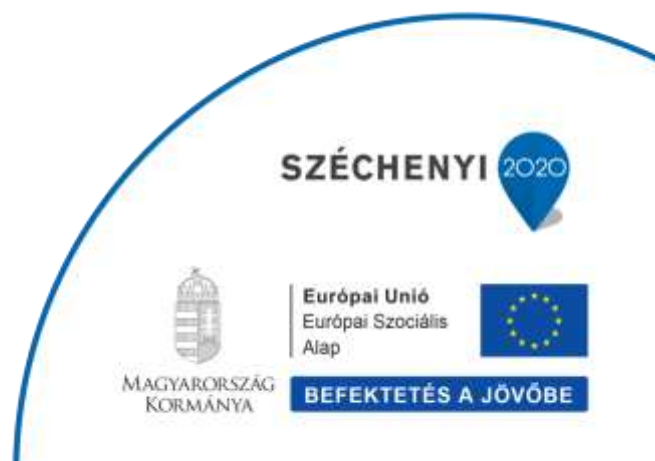 SZÉCHENYI 2020
Európai Unió
Európai Szociális
Alap
MAGYARORSZÁG
KORMÁNYA
BEFEKTETÉS A JÖVŐBE